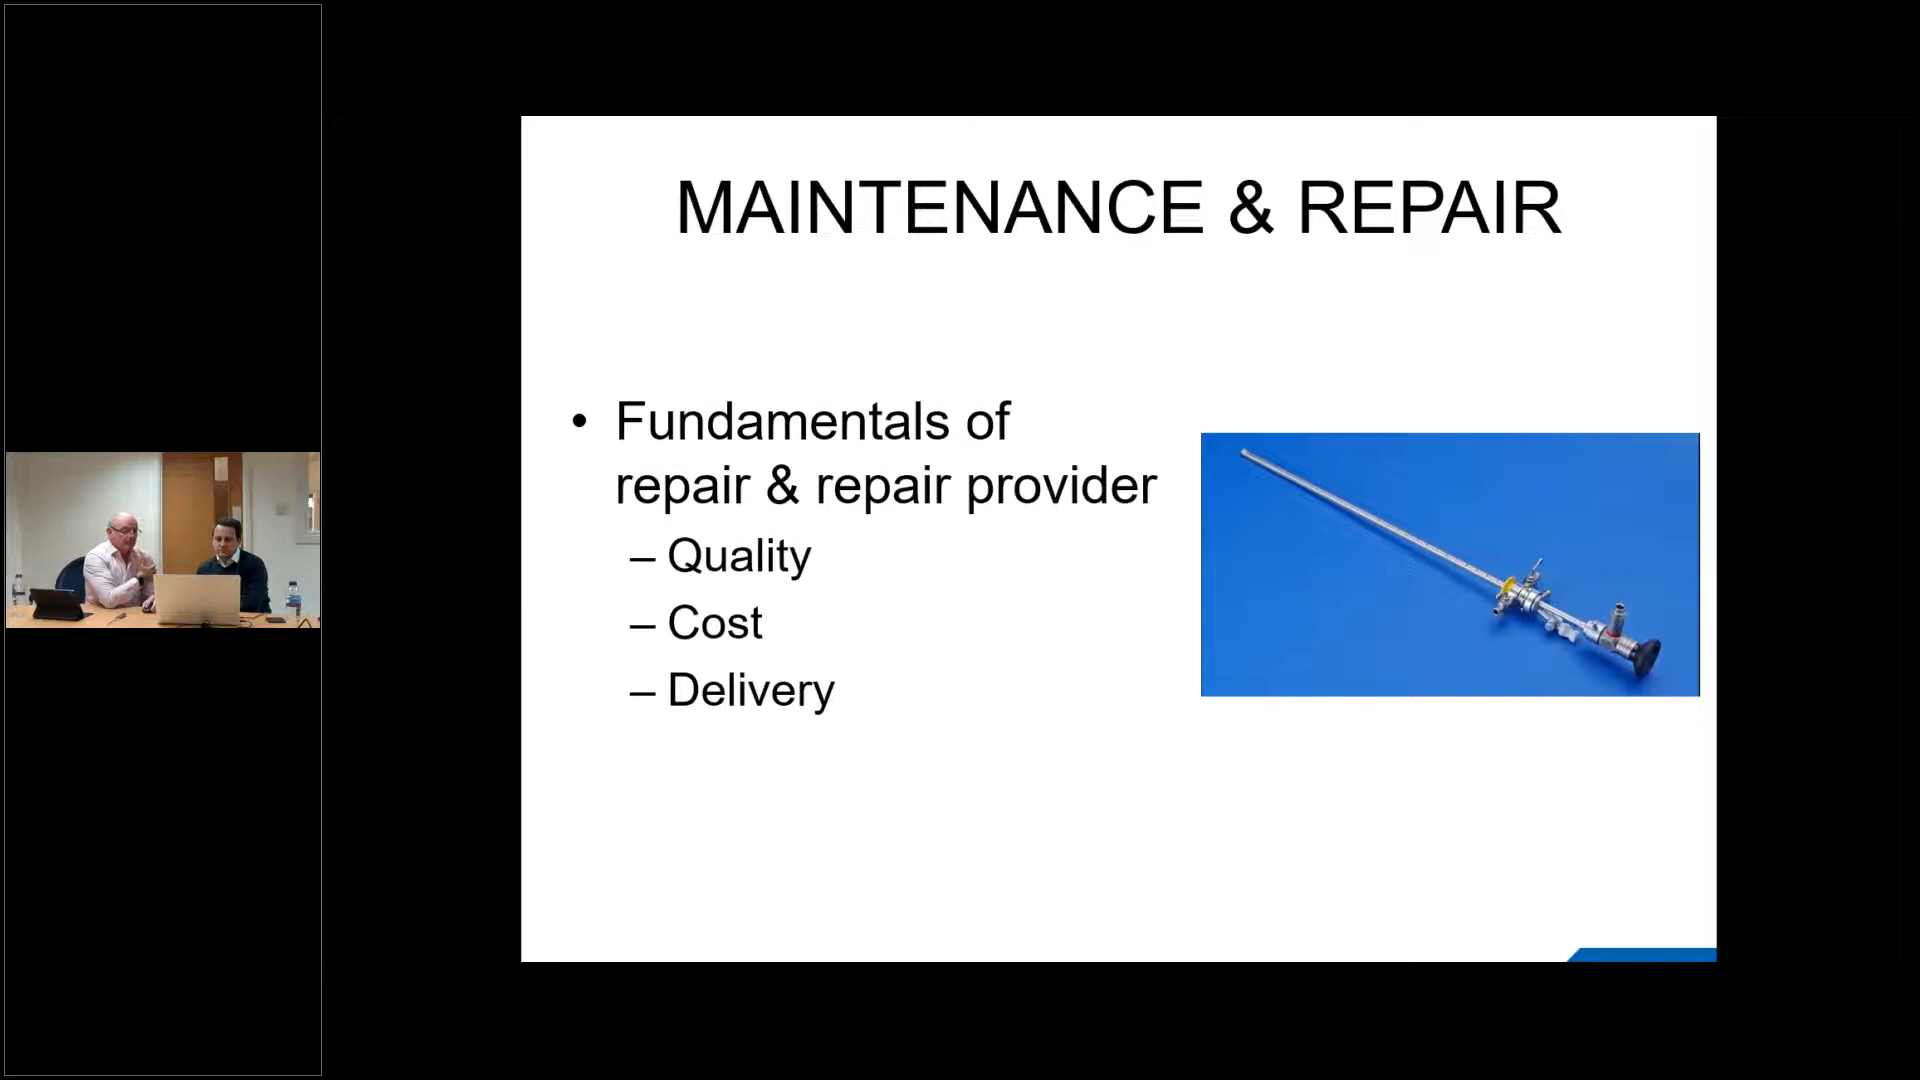 MAINTENANCE & REPAIR
• Fundamentals of
repair & repair provider
– Quality
– Cost
– Delivery